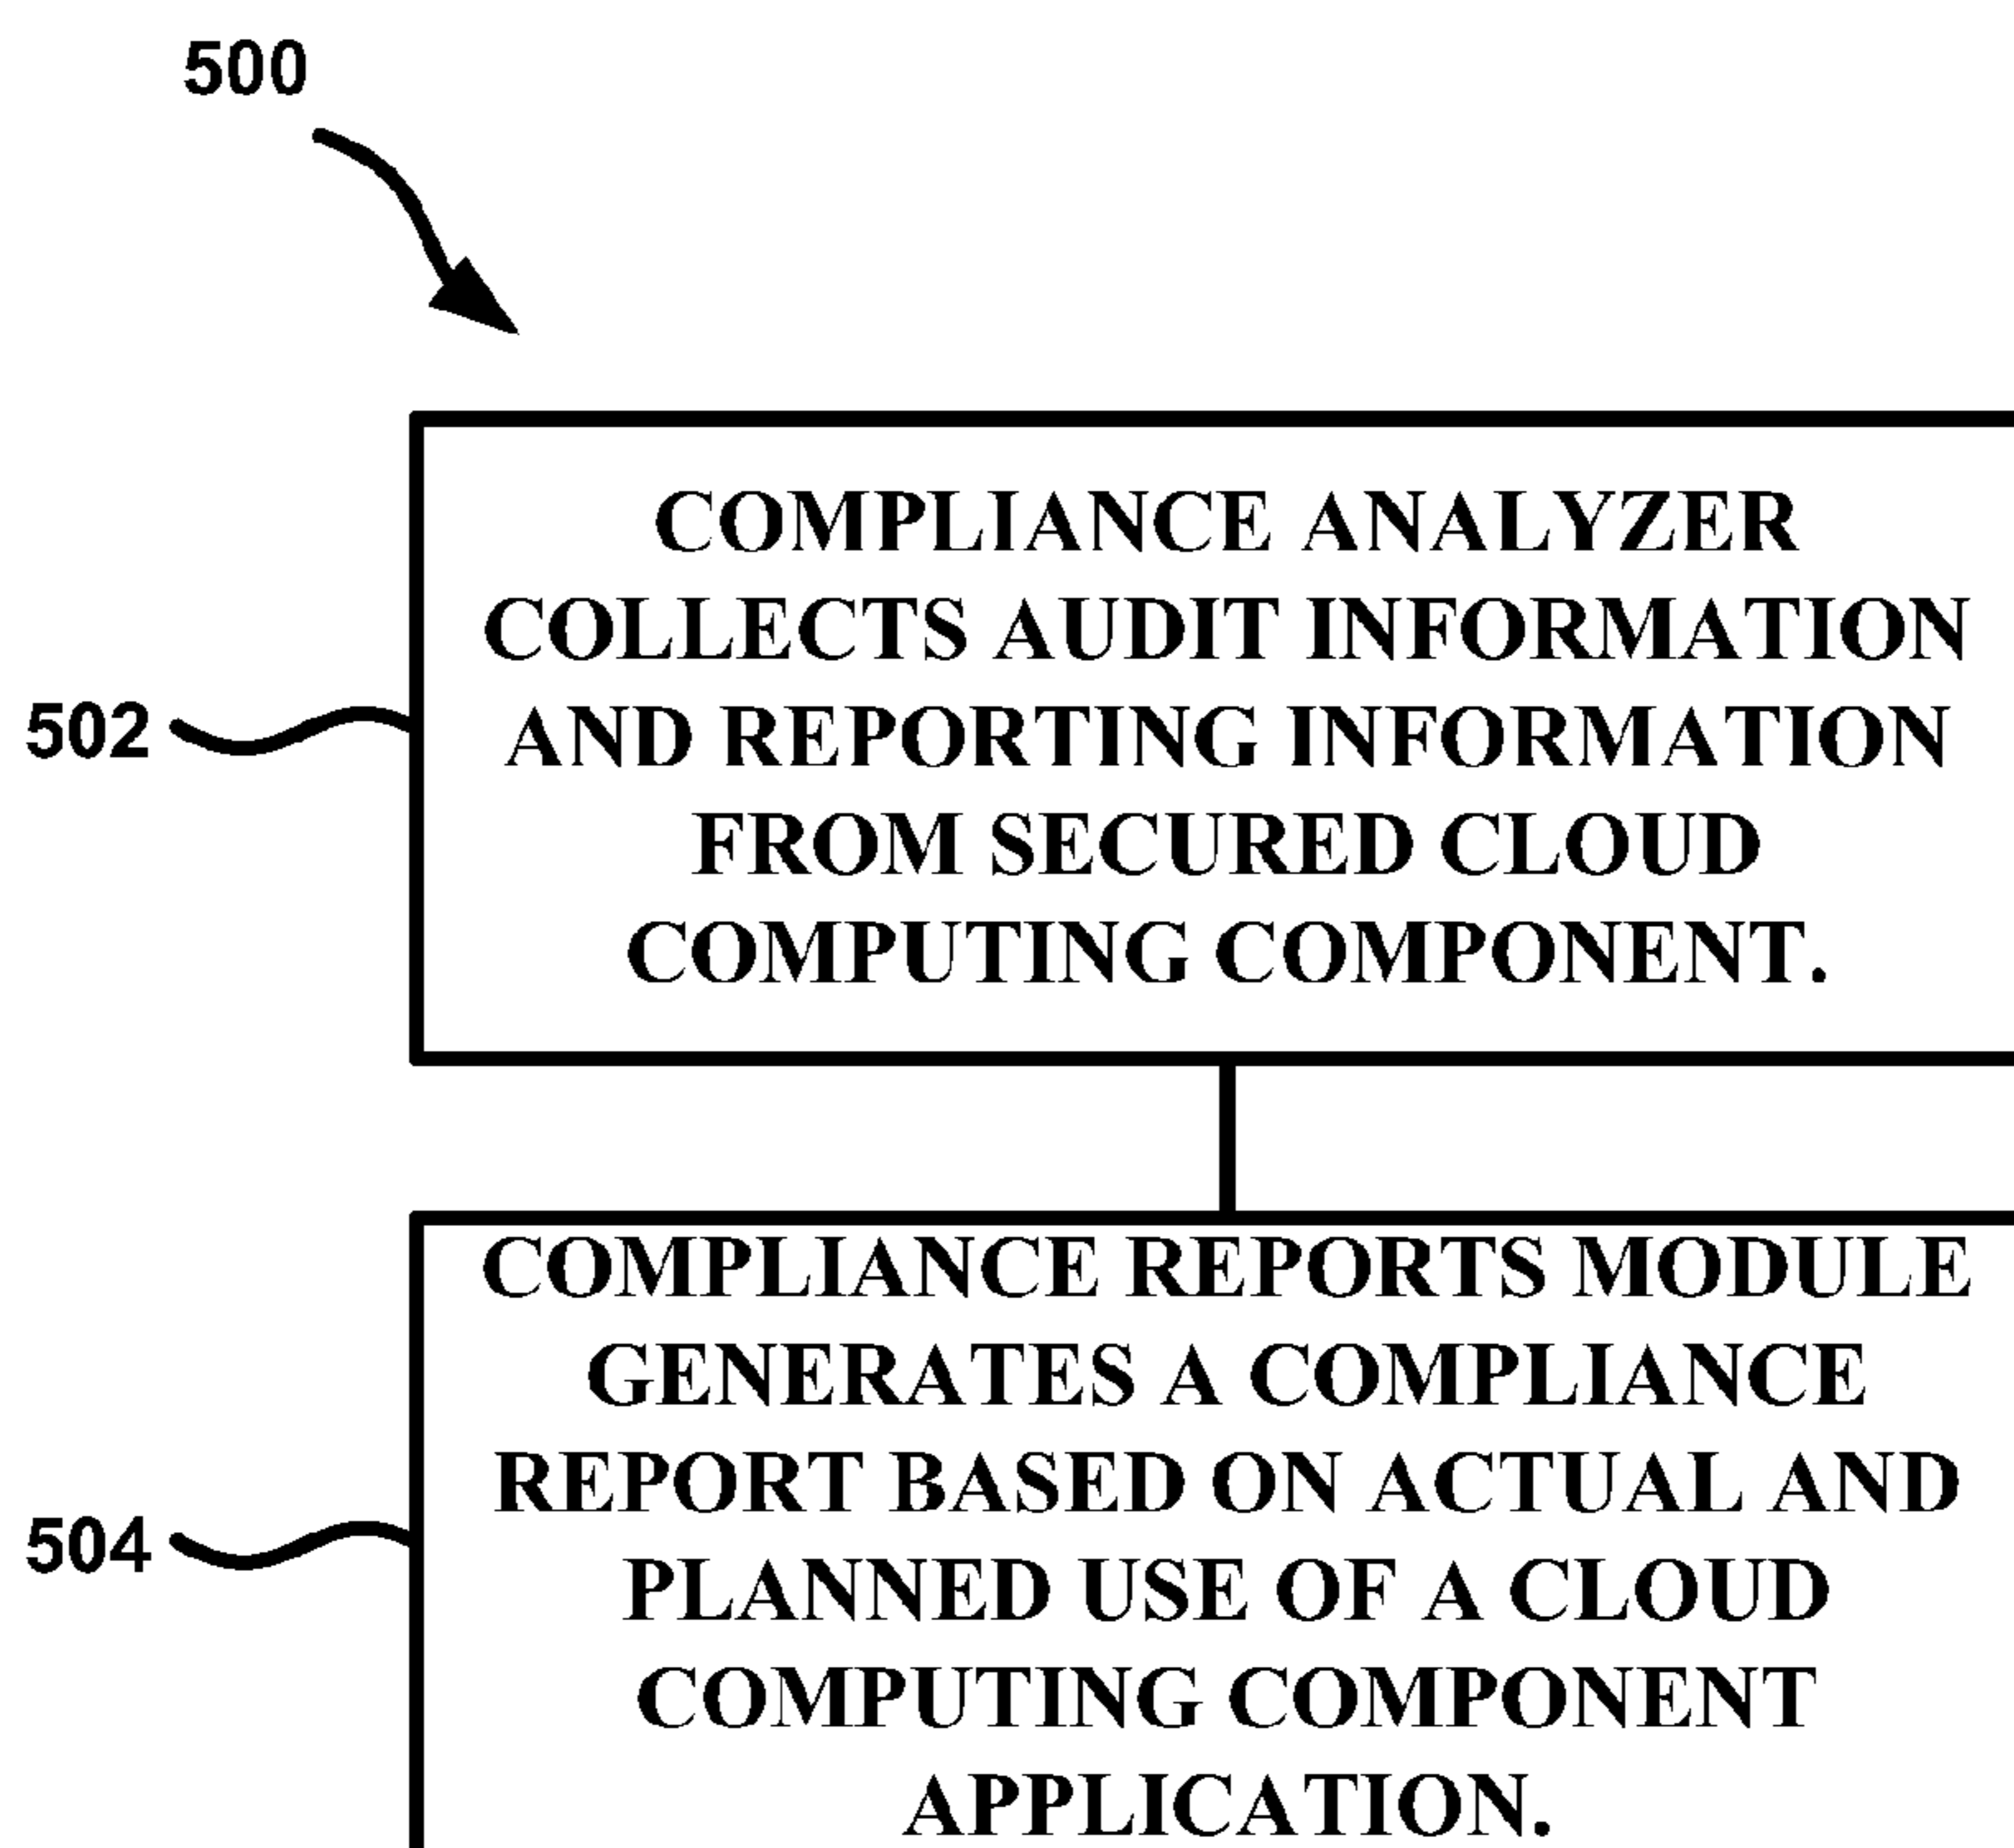 500
COMPLIANCE ANALYZER
COLLECTS AUDIT INFORMATION
502
AND REPORTING INFORMATION
FROM SECURED CLOUD
COMPUTING COMPONENT.
COMPLIANCE REPORTS MODULE
GENERATES A COMPLIANCE
REPORT BASED ON ACTUAL AND
504
PLANNED USE OF A CLOUD
COMPUTING COMPONENT
APPLICATION.